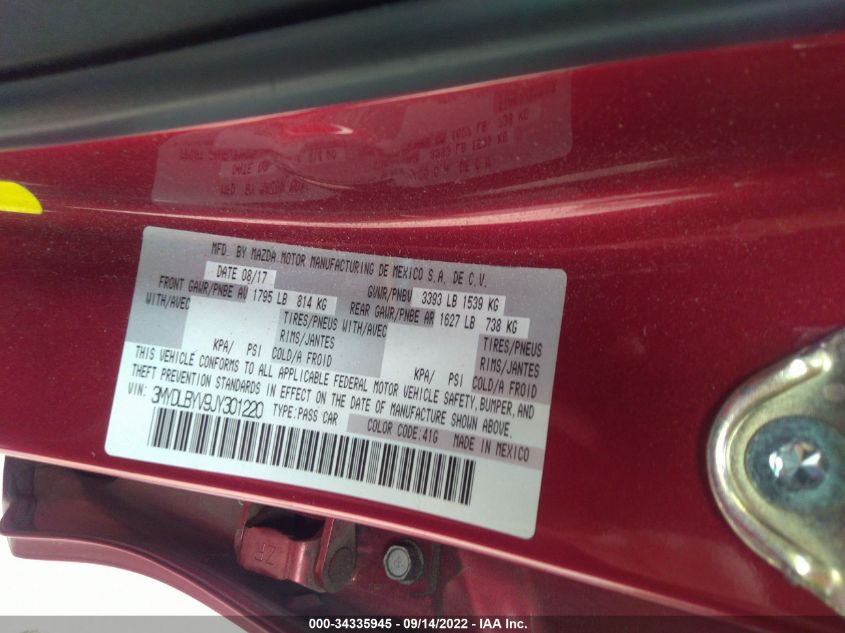 MFD. BY MAZDA MOTOR MANUFACTURING DE MEXICO S.A. DE C.V.
DATE 08/17 GVWR/PNBV 3393 LB 1539 KG
FRONT GAWR/PNBE AV 1795 LB 814 KG REAR GAWR/PNBE AR 1627 LB 738 KG
WITH/AVEC TIRES/PNEUS WITH/AVEC TIRES/PNEUS
RIMS/JANTES RIMS/JANTES
KPA/ PSI COLD/A FROID KPA/ PSI COLD/A FROID
THIS VEHICLE CONFORMS TO ALL APPLICABLE FEDERAL MOTOR VEHICLE SAFETY, BUMPER, AND
THEFT PREVENTION STANDARDS IN EFFECT ON THE DATE OF MANUFACTURE SHOWN ABOVE.
VIN: 3MYDLBYV9JY301220 TYPE:PASS CAR
COLOR CODE:41G MADE IN MEXICO
000-34335945 - 09/14/2022 - IAA Inc.